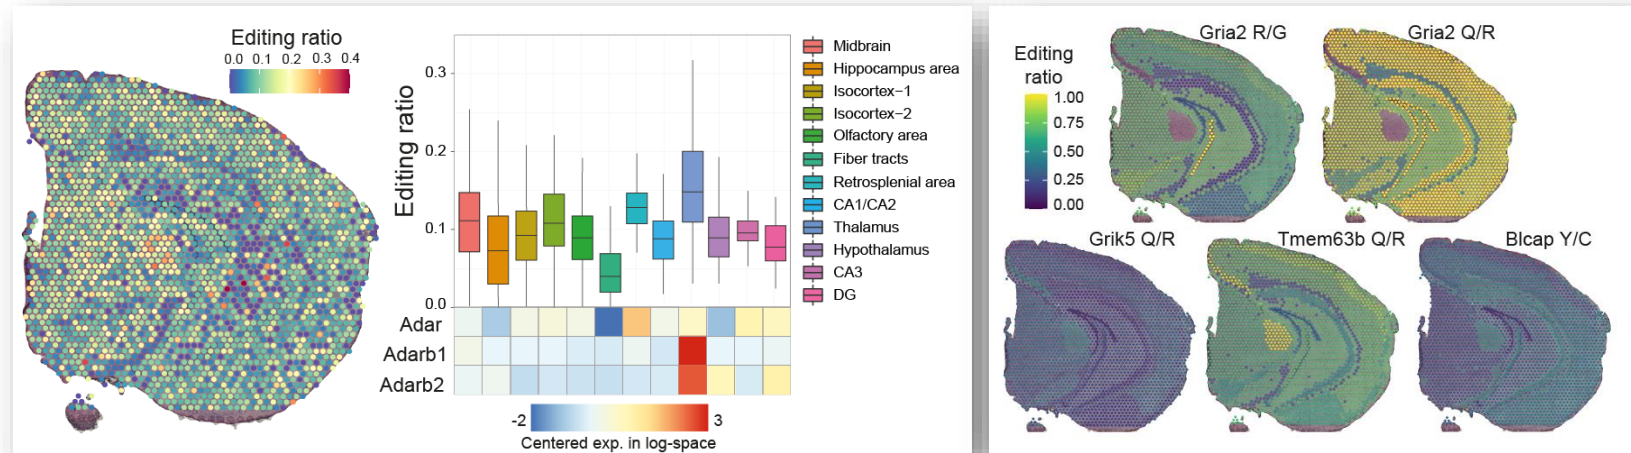 Editing ratio
0.0 0.1 0.2 0.3 0.4
Editing ratio
0.3
0.2
0.1
0.0
Adar
Adarb1
Adarb2
-2
3
Centered exp. in log-space
Midbrain
Hippocampus area
Isocortex−1
Isocortex−2
Olfactory area
Fiber tracts
Retrosplenial area
CA1/CA2
Thalamus
Hypothalamus
CA3
DG
Editing
ratio
1.00
0.75
0.50
0.25
0.00
Gria2 R/G
Gria2 Q/R
Grik5 Q/R
Tmem63b Q/R
Blcap Y/C